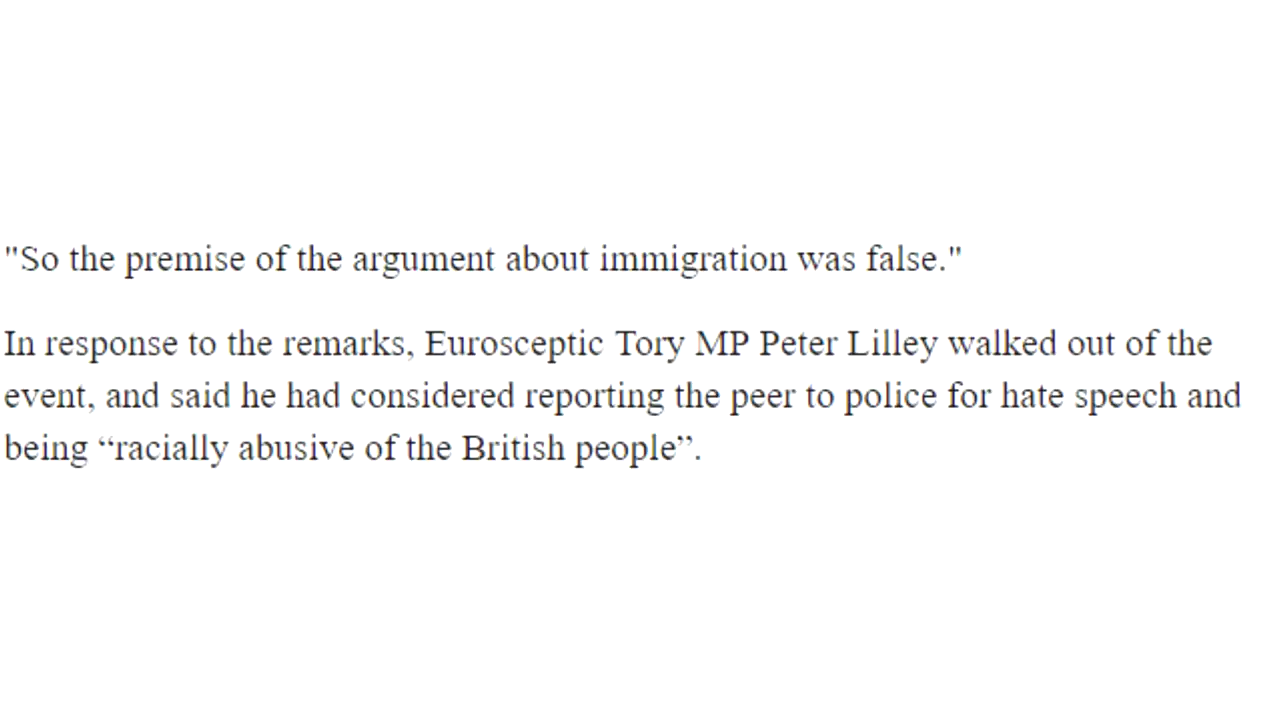 "So the premise of the argument about immigration was false."
In response to the remarks, Eurosceptic Tory MP Peter Lilley walked out of the
event, and said he had considered reporting the peer to police for hate speech and
being “racially abusive of the British people”.